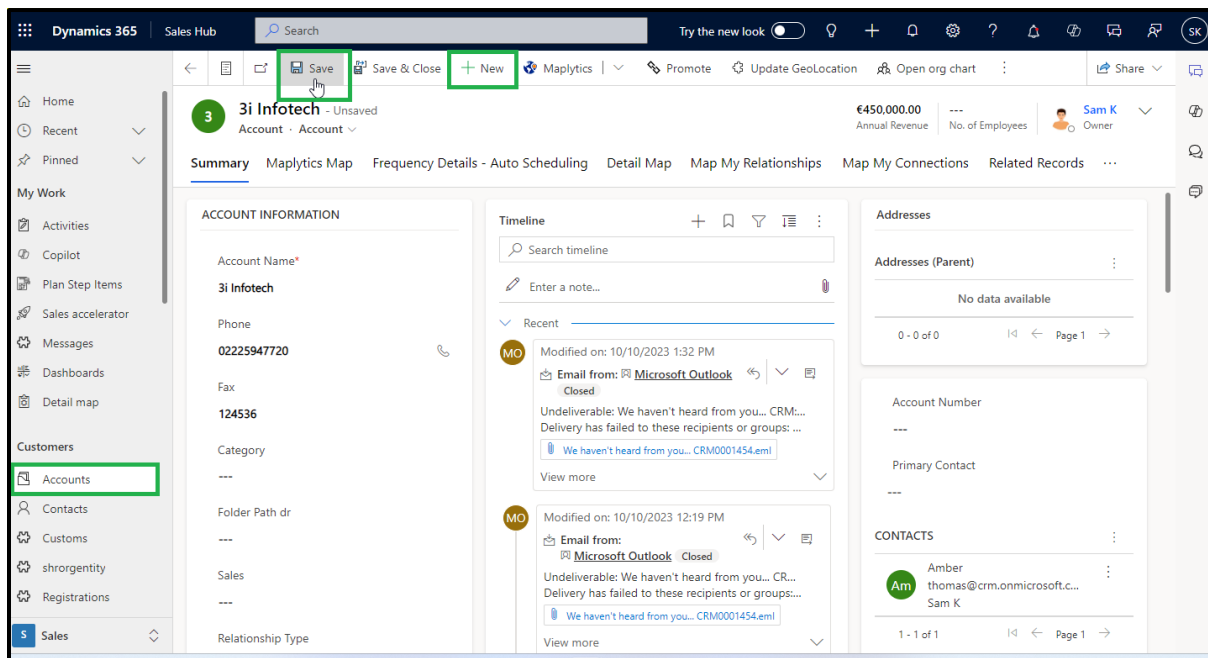 Dynamics 365 Sales Hub Search Try the new look SK
Save Save & Close New Maplytics Promote Update GeoLocation Open org chart Share
Home
Recent
Pinned
My Work
Activities
Copilot
Plan Step Items
Sales accelerator
Messages
Dashboards
Detail map
Customers
Accounts
Contacts
Customs
shrorgentity
Registrations
S Sales
3
3i Infotech - Unsaved
Account · Account
€450,000.00
Annual Revenue
---
No. of Employees
Sam K
Owner
Summary Maplytics Map Frequency Details - Auto Scheduling Detail Map Map My Relationships Map My Connections Related Records ...
ACCOUNT INFORMATION
Account Name*
3i Infotech
Phone
02225947720
Fax
124536
Category
---
Folder Path dr
---
Sales
---
Relationship Type
Timeline
Search timeline
Enter a note...
Recent
MO
Modified on: 10/10/2023 1:32 PM
Email from: Microsoft Outlook
Closed
Undeliverable: We haven't heard from you... CRM:...
Delivery has failed to these recipients or groups: ...
We haven't heard from you... CRM0001454.eml
View more
MO
Modified on: 10/10/2023 12:19 PM
Email from:
Microsoft Outlook Closed
Undeliverable: We haven't heard from you... CR...
Delivery has failed to these recipients or groups:...
We haven't heard from you... CRM0001454.eml
View more
Addresses
Addresses (Parent)
No data available
0 - 0 of 0 Page 1
Account Number
---
Primary Contact
---
CONTACTS
Am
Amber
thomas@crm.onmicrosoft.c...
Sam K
1 - 1 of 1 Page 1